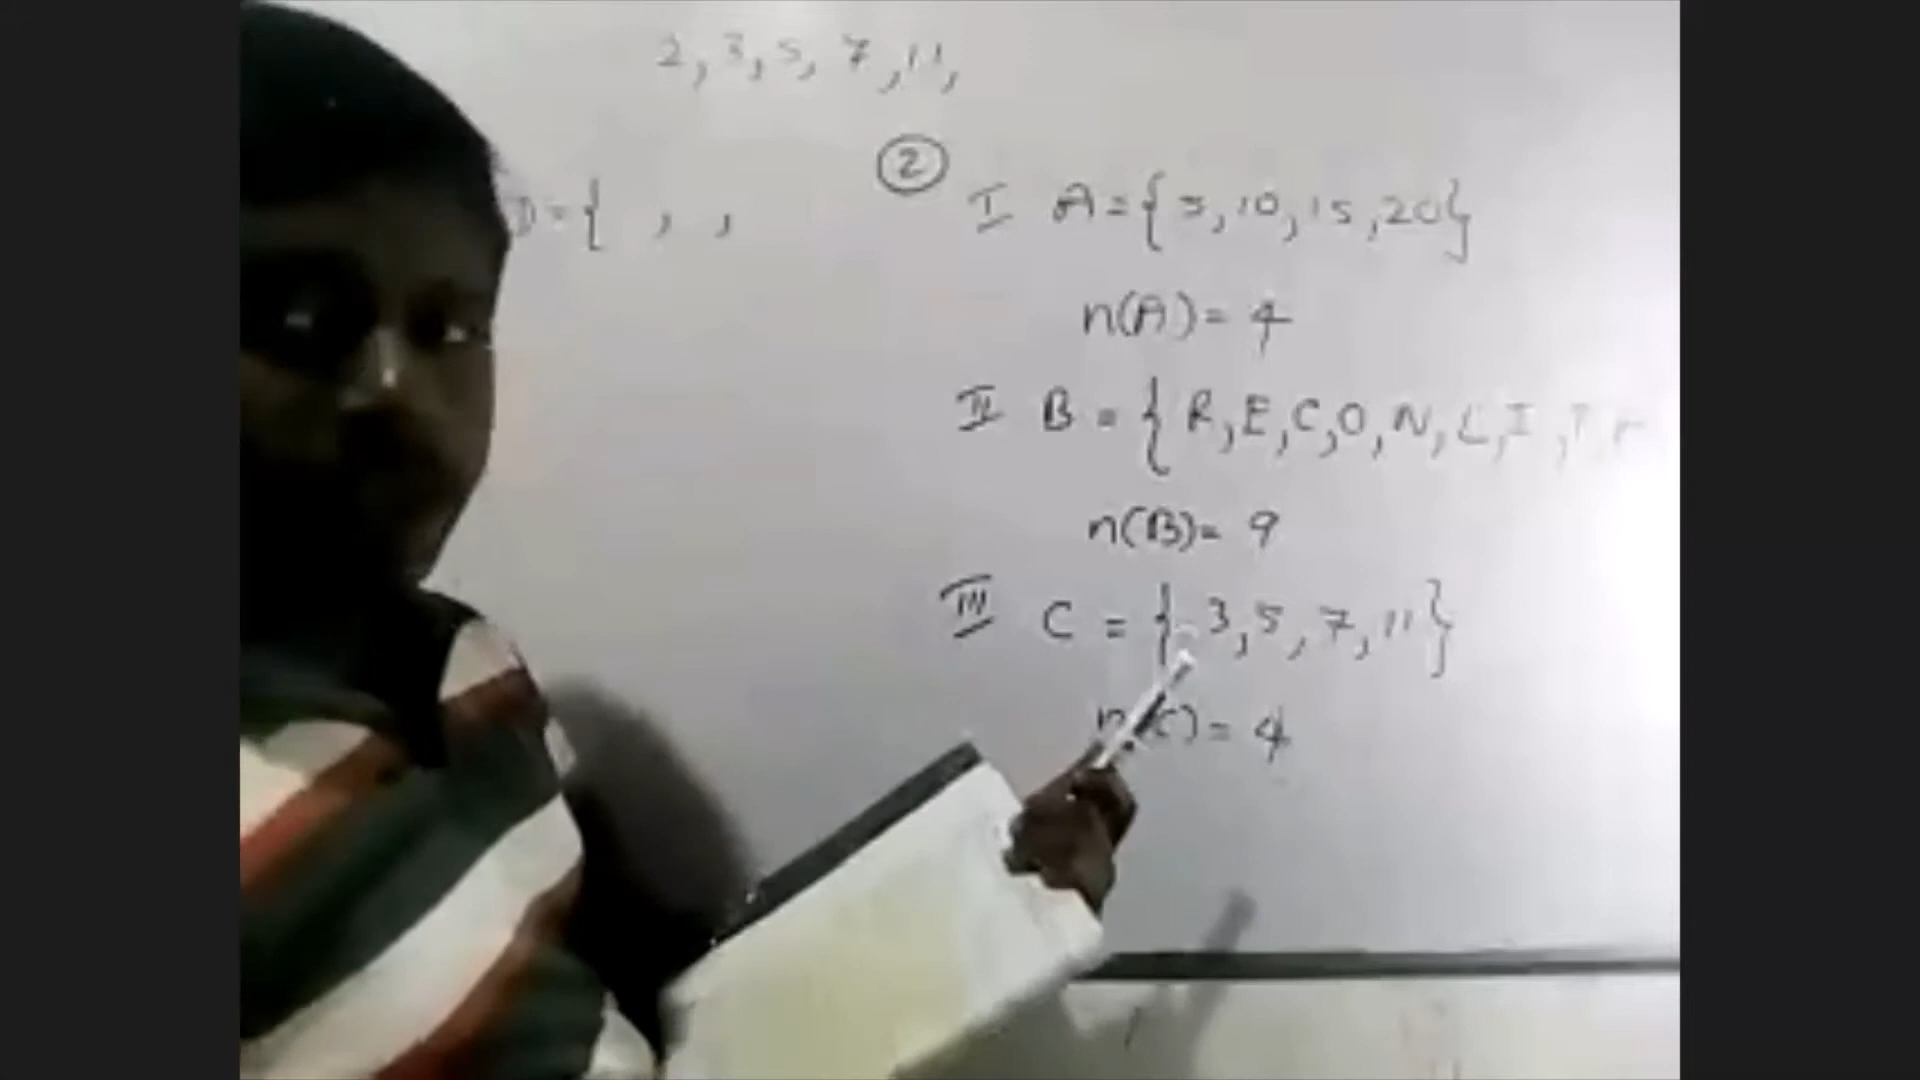 2, 3, 5, 7, 11,
D = { , ,
②
I A = {5, 10, 15, 20}
n(A) = 4
II B = { R, E, C, O, N, L, I,
n(B) = 9
III C = { 3, 5, 7, 11}
n(C) = 4